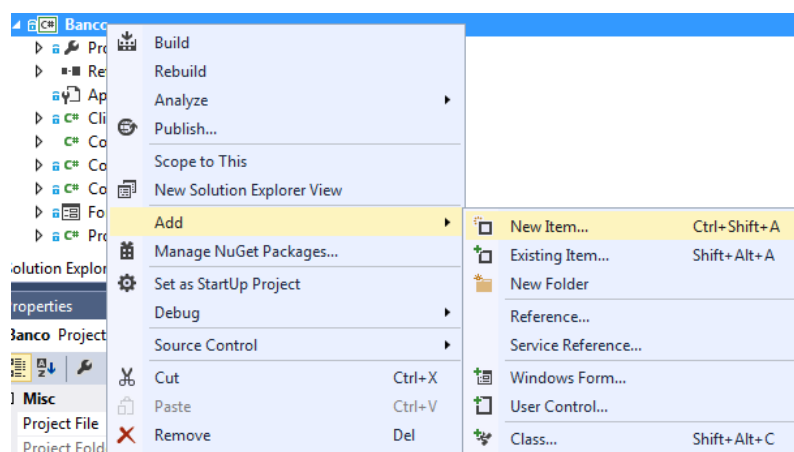 C# Banco
Build
Rebuild
Analyze
Publish...
Scope to This
New Solution Explorer View
Add
Manage NuGet Packages...
Set as StartUp Project
Debug
Source Control
Cut Ctrl+X
Paste Ctrl+V
Remove Del
New Item... Ctrl+Shift+A
Existing Item... Shift+Alt+A
New Folder
Reference...
Service Reference...
Windows Form...
User Control...
Class... Shift+Alt+C
Pro
Re
Ap
C# Cli
C# Co
C# Co
C# Co
Fo
C# Pro
olution Explor
roperties
Banco Project
Misc
Project File
Project Fold